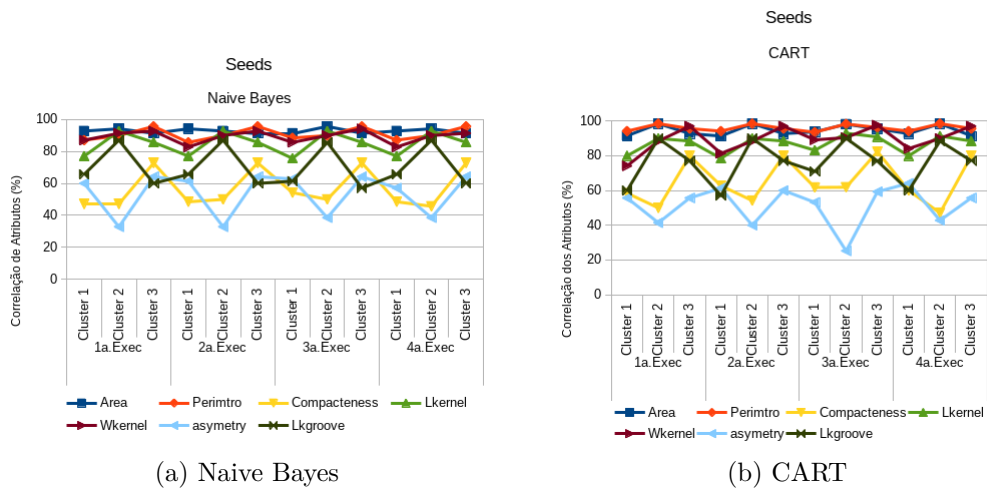 Seeds
Naive Bayes
Correlação de Atributos (%)
100
80
60
40
20
0
Cluster 1
Cluster 2
Cluster 3
Cluster 1
Cluster 2
Cluster 3
Cluster 1
Cluster 2
Cluster 3
Cluster 1
Cluster 2
Cluster 3
1a.Exec 2a.Exec 3a.Exec 4a.Exec
Area Perimtro Compacteness Lkernel
Wkernel asymetry Lkgroove
(a) Naive Bayes
Seeds
CART
Correlação dos Atributos (%)
100
80
60
40
20
0
Cluster 1
Cluster 2
Cluster 3
Cluster 1
Cluster 2
Cluster 3
Cluster 1
Cluster 2
Cluster 3
Cluster 1
Cluster 2
Cluster 3
1a.Exec 2a.Exec 3a.Exec 4a.Exec
Area Perimtro Compacteness Lkernel
Wkernel asymetry Lkgroove
(b) CART